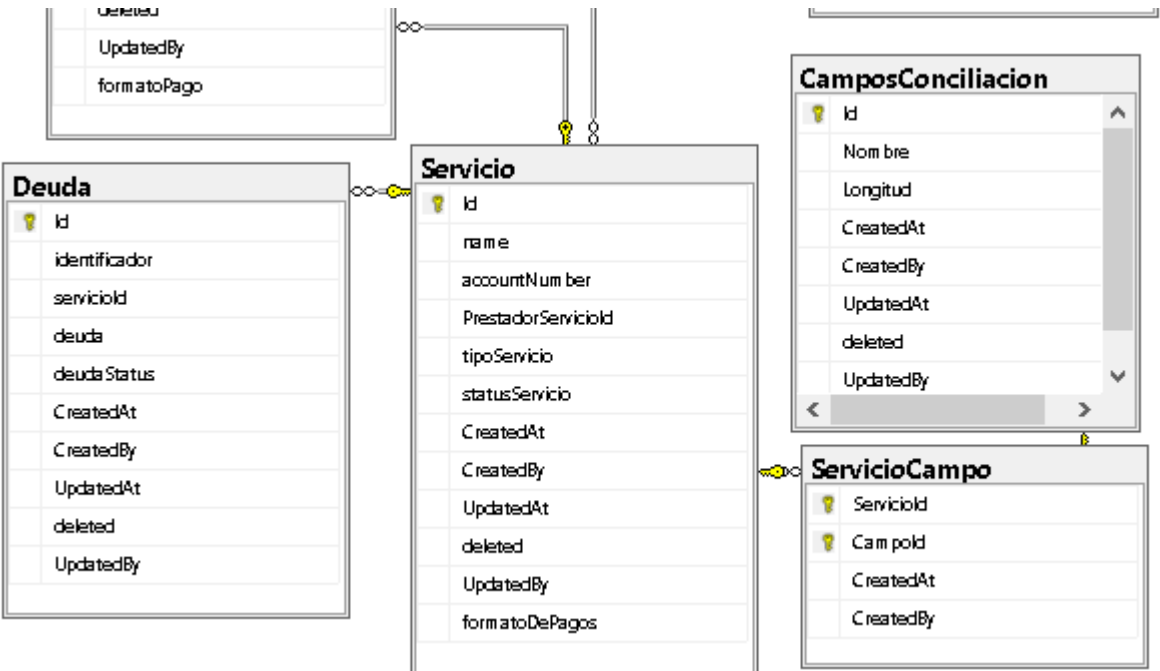 deleted
UpdatedBy
formatoPago
Deuda
Id
identificador
servicioId
deuda
deudaStatus
CreatedAt
CreatedBy
UpdatedAt
deleted
UpdatedBy
Servicio
Id
name
accountNumber
PrestadorServicioId
tipoServicio
statusServicio
CreatedAt
CreatedBy
UpdatedAt
deleted
UpdatedBy
formatoDePagos
CamposConciliacion
Id
Nombre
Longitud
CreatedAt
CreatedBy
UpdatedAt
deleted
UpdatedBy
ServicioCampo
ServicioId
CampoId
CreatedAt
CreatedBy